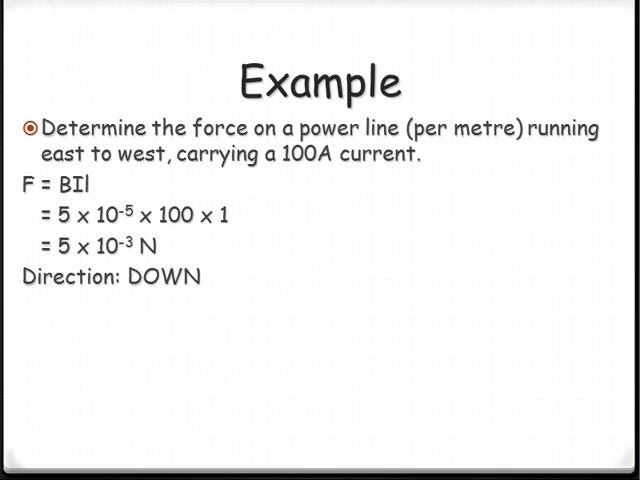 Example
Determine the force on a power line (per metre) running
east to west, carrying a 100A current.
F = BIl
= 5 x 10⁻⁵ x 100 x 1
= 5 x 10⁻³ N
Direction: DOWN